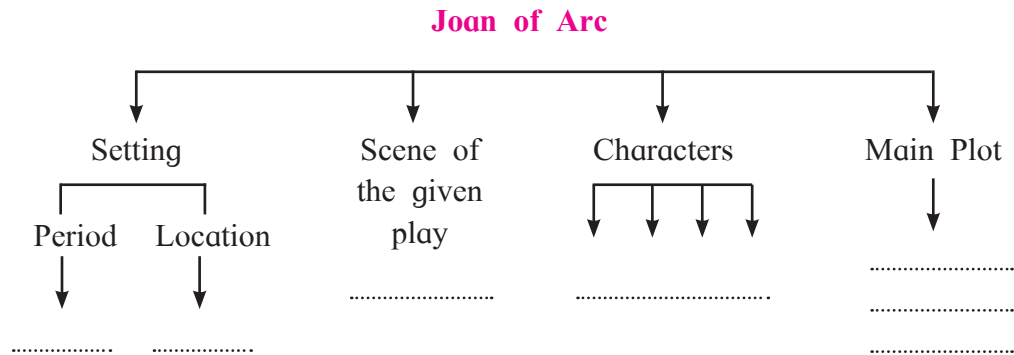 Joan of Arc
Setting
Scene of
the given
play
Characters
Main Plot
Period
Location